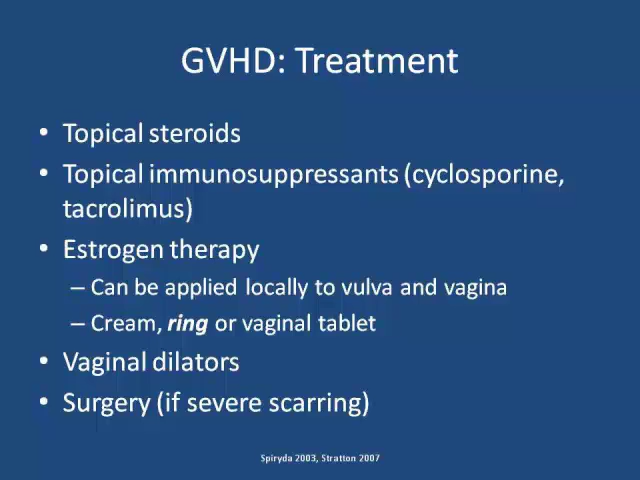 GVHD: Treatment
• Topical steroids
• Topical immunosuppressants (cyclosporine,
tacrolimus)
• Estrogen therapy
– Can be applied locally to vulva and vagina
– Cream, ring or vaginal tablet
• Vaginal dilators
• Surgery (if severe scarring)
Spiryda 2003, Stratton 2007